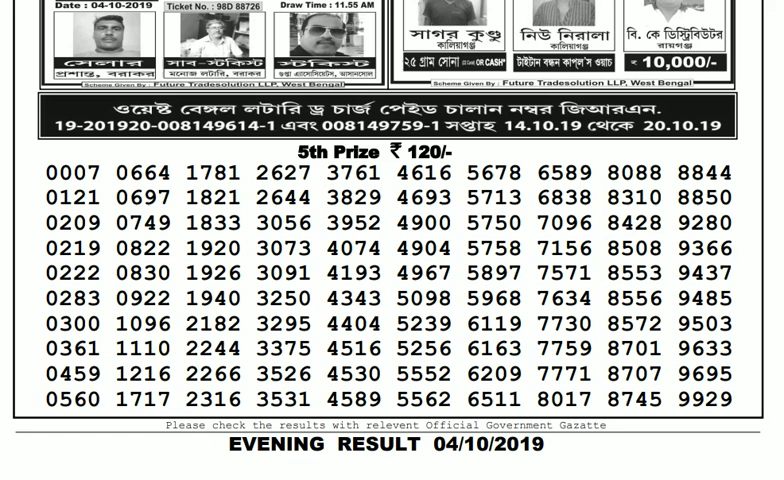 Date : 04-10-2019 Ticket No. : 98D 88726 Draw Time : 11.55 AM
সেলার সাব-স্টকিস্ট স্টকিস্ট
প্রশান্ত, বরাকর মনোজ লটারি, বরাকর গুপ্তা এ্যাসোসিয়েটস, আসানসোল
Scheme Given By : Future Tradesolution LLP, West Bengal
সাগর কুণ্ডু নিউ নিরালা বি. কে ডিস্ট্রিবিউটর
কালিয়াগঞ্জ কালিয়াগঞ্জ রায়গঞ্জ
২৫ গ্রাম সোনা OR CASH* টাইটান বন্ধন কাপ্‌ল'স ওয়াচ ₹ 10,000/-
Scheme Given By : Future Tradesolution LLP, West Bengal
ওয়েস্ট বেঙ্গল লটারি ড্র চার্জ পেইড চালান নম্বর জিআরএন.
19-201920-008149614-1 এবং 008149759-1 সপ্তাহ 14.10.19 থেকে 20.10.19
5th Prize ₹ 120/-
0007 0664 1781 2627 3761 4616 5678 6589 8088 8844
0121 0697 1821 2644 3829 4693 5713 6838 8310 8850
0209 0749 1833 3056 3952 4900 5750 7096 8428 9280
0219 0822 1920 3073 4074 4904 5758 7156 8508 9366
0222 0830 1926 3091 4193 4967 5897 7571 8553 9437
0283 0922 1940 3250 4343 5098 5968 7634 8556 9485
0300 1096 2182 3295 4404 5239 6119 7730 8572 9503
0361 1110 2244 3375 4516 5256 6163 7759 8701 9633
0459 1216 2266 3526 4530 5552 6209 7771 8707 9695
0560 1717 2316 3531 4589 5562 6511 8017 8745 9929
Please check the results with relevent Official Government Gazatte
EVENING RESULT 04/10/2019